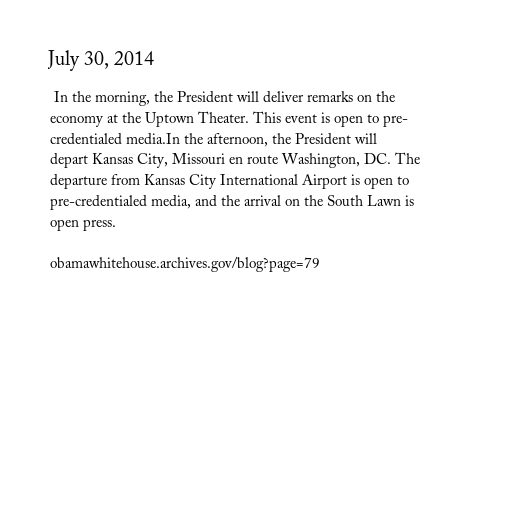 July 30, 2014
In the morning, the President will deliver remarks on the
economy at the Uptown Theater. This event is open to pre-
credentialed media.In the afternoon, the President will
depart Kansas City, Missouri en route Washington, DC. The
departure from Kansas City International Airport is open to
pre-credentialed media, and the arrival on the South Lawn is
open press.
obamawhitehouse.archives.gov/blog?page=79